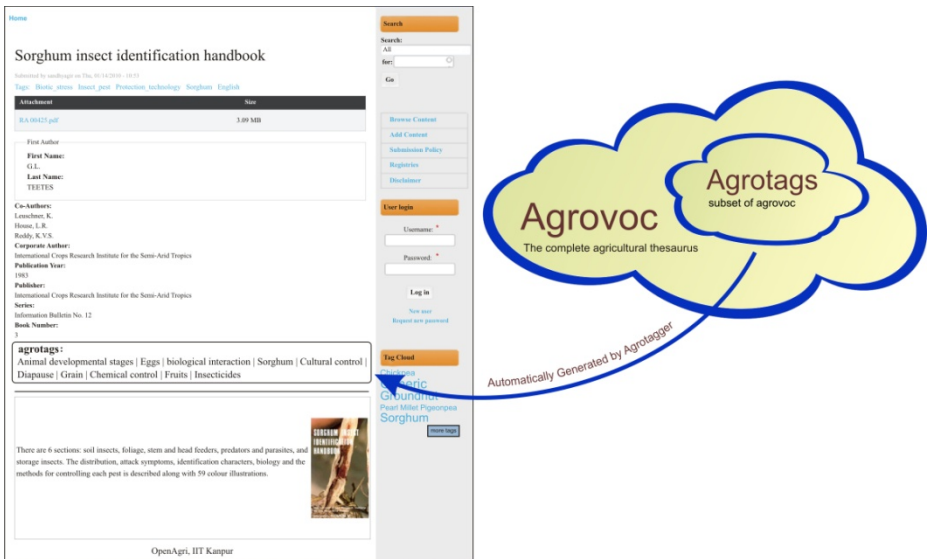 Home
Sorghum insect identification handbook
Submitted by sandhyagis on Thu, 01/14/2010 - 10:53
Tags: Biotic_stress Insect_pest Protection_technology Sorghum English
Attachment Size
RA 00425.pdf 3.89 MB
First Author
First Name:
G.L.
Last Name:
TEETES
Co-Authors:
Leuschner, K.
House, L.R.
Reddy, K.V.S.
Corporate Author:
International Crops Research Institute for the Semi-Arid Tropics
Publication Year:
1983
Publisher:
International Crops Research Institute for the Semi-Arid Tropics
Series:
Information Bulletin No. 12
Book Number:
3
agrotags:
Animal developmental stages | Eggs | biological interaction | Sorghum | Cultural control |
Diapause | Grain | Chemical control | Fruits | Insecticides
There are 6 sections: soil insects, foliage, stem and head feeders, predators and parasites, and
storage insects. The distribution, attack symptoms, identification characters, biology and the
methods for controlling each pest is described along with 59 colour illustrations.
SORGHUM INSECT
IDENTIFICATION
HANDBOOK
OpenAgri, IIT Kanpur
Search
Search:
All
for:
Go
Browse Content
Add Content
Submission Policy
Registries
Disclaimer
User login
Username: *
Password: *
Log in
New user
Request new password
Tag Cloud
Chickpea
Generic
Groundnut
Pearl Millet Pigeonpea
Sorghum
more tags
Agrovoc
The complete agricultural thesaurus
Agrotags
subset of agrovoc
Automatically Generated by Agrotagger